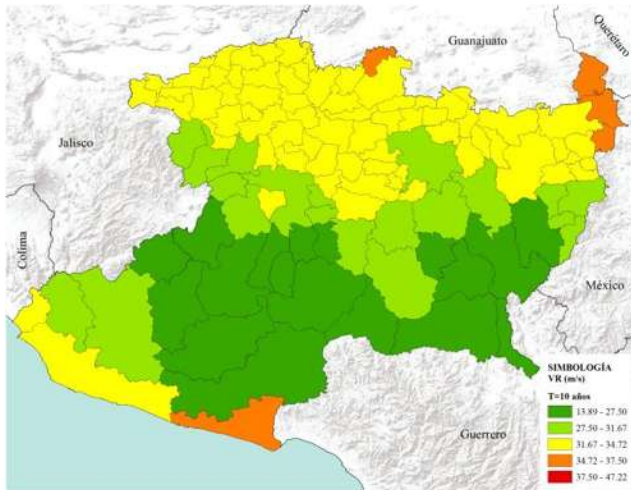 Guanajuato
Querétaro
Jalisco
Colima
México
Guerrero
SIMBOLOGÍA
VR (m/s)
T=10 años
13.89 - 27.50
27.50 - 31.67
31.67 - 34.72
34.72 - 37.50
37.50 - 47.22